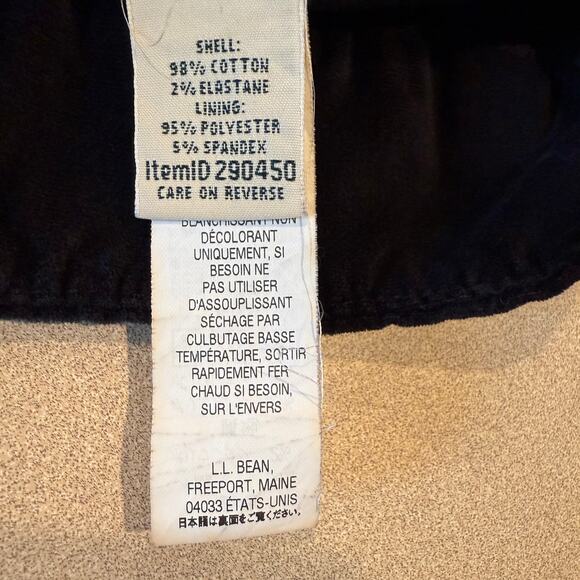 SHELL:
98% COTTON
2% ELASTANE
LINING:
95% POLYESTER
5% SPANDEX
ItemID 290450
CARE ON REVERSE
BLANCHISSANT NON
DÉCOLORANT
UNIQUEMENT, SI
BESOIN NE
PAS UTILISER
D'ASSOUPLISSANT
SÉCHAGE PAR
CULBUTAGE BASSE
TEMPÉRATURE, SORTIR
RAPIDEMENT FER
CHAUD SI BESOIN,
SUR L'ENVERS
L.L. BEAN,
FREEPORT, MAINE
04033 ÉTATS-UNIS
日本語は裏面をご覧ください。